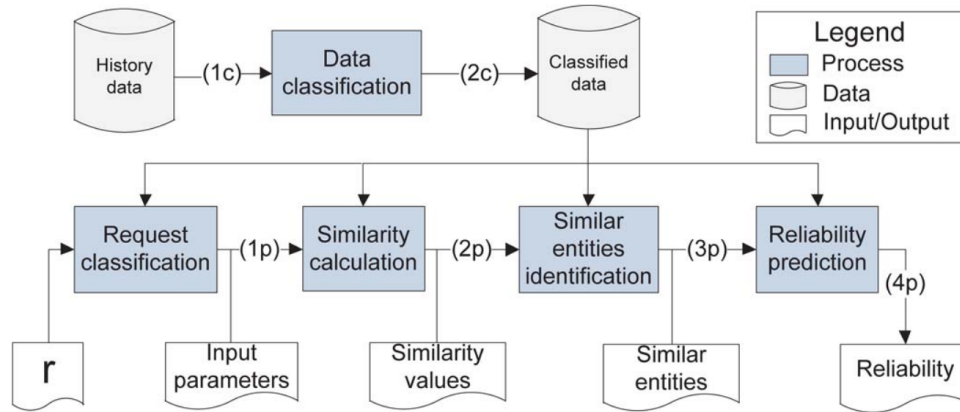 History
data
(1c)
Data
classification
(2c)
Classified
data
Legend
Process
Data
Input/Output
Request
classification
(1p)
Similarity
calculation
(2p)
Similar
entities
identification
(3p)
Reliability
prediction
(4p)
r
Input
parameters
Similarity
values
Similar
entities
Reliability